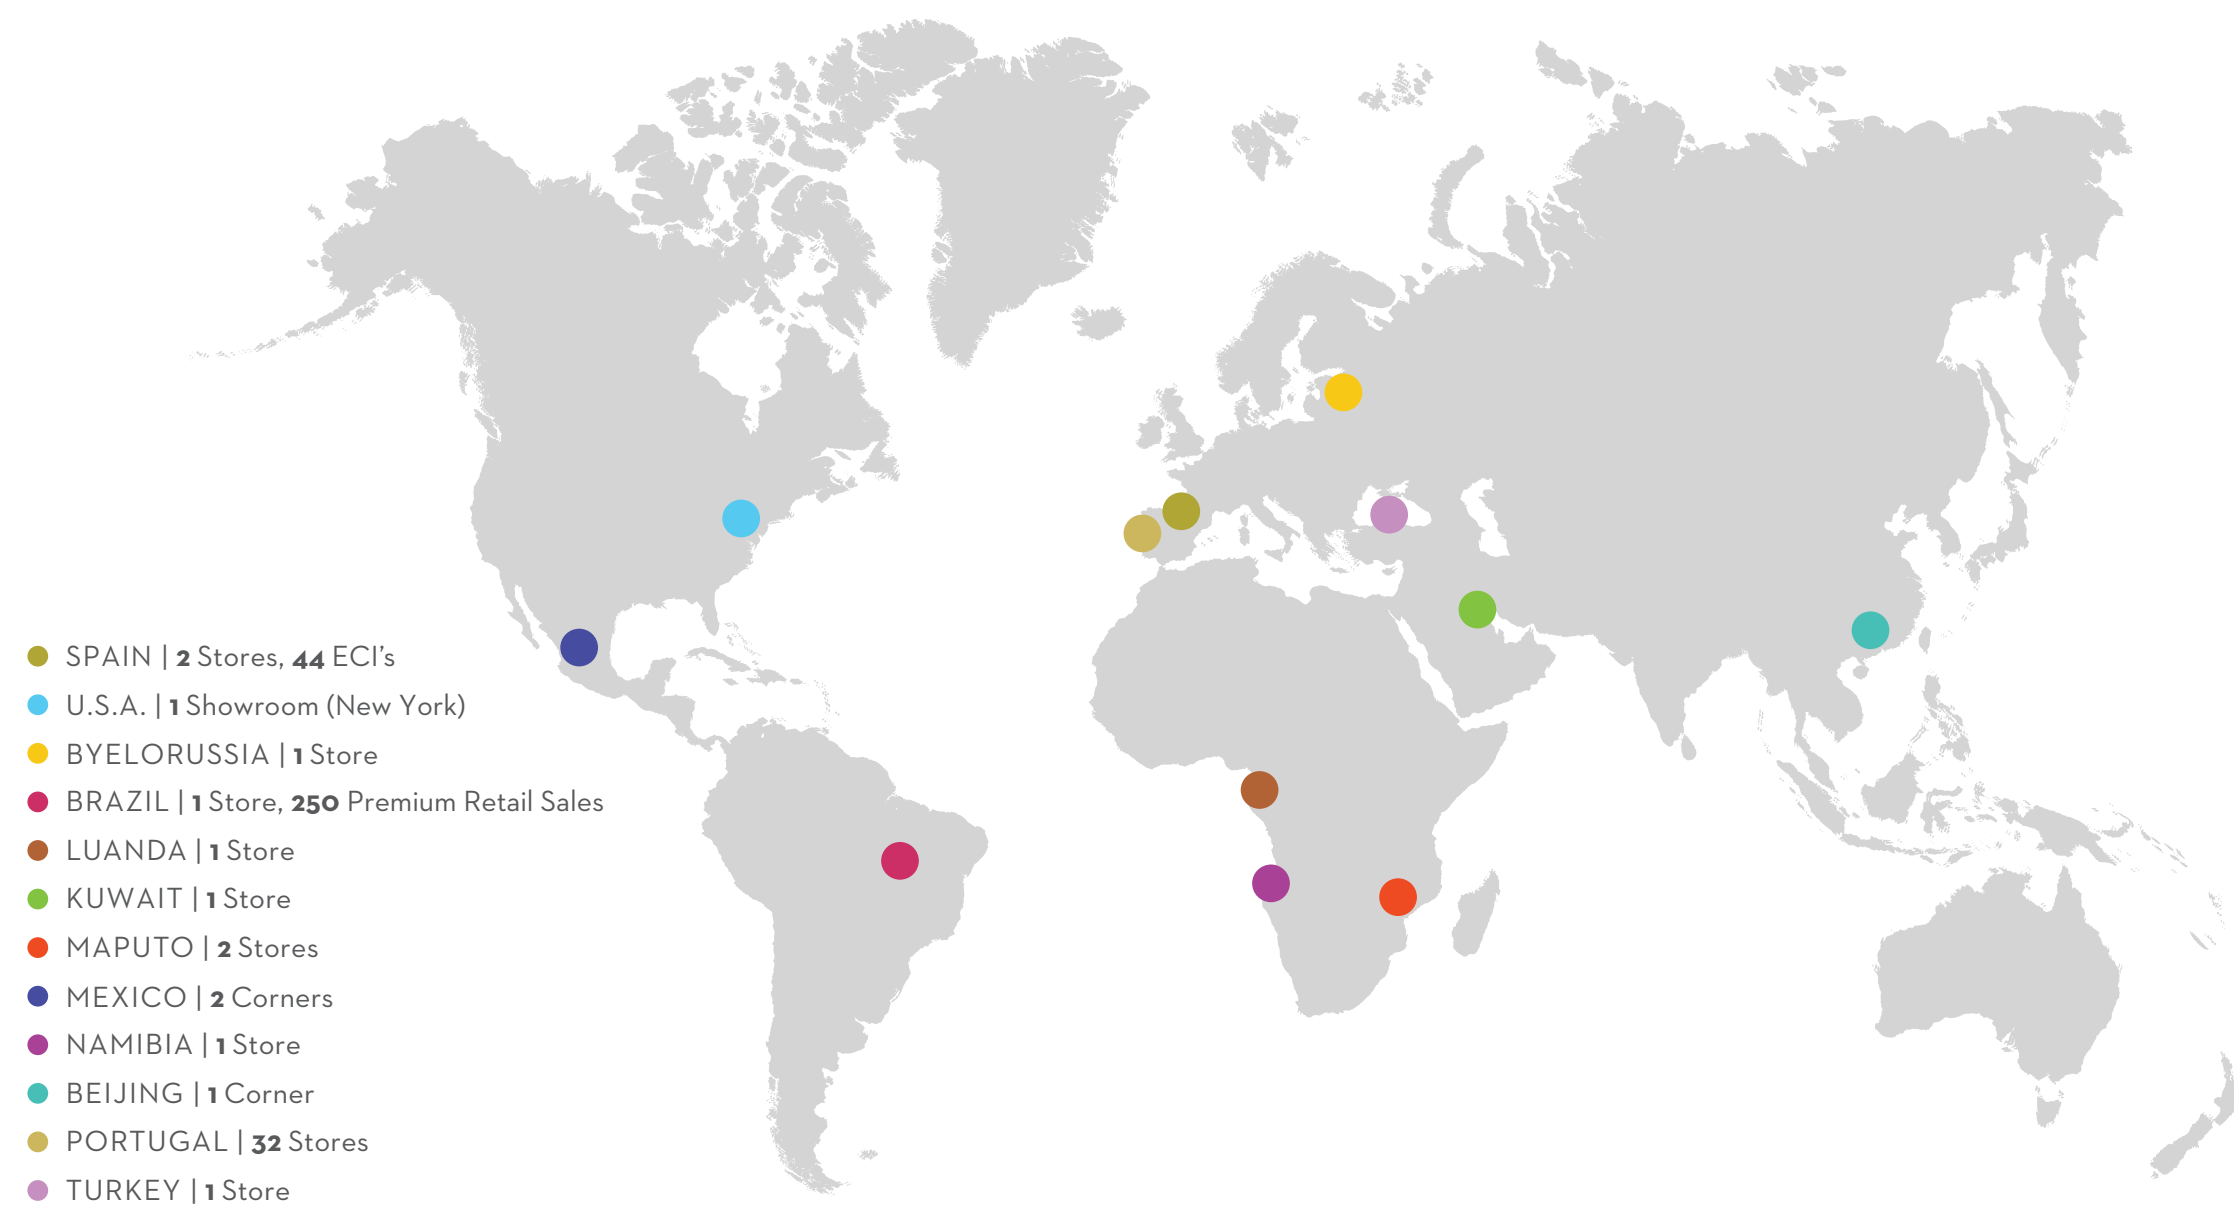 SPAIN | 2 Stores, 44 ECI’s
U.S.A. | 1 Showroom (New York)
BYELORUSSIA | 1 Store
BRAZIL | 1 Store, 250 Premium Retail Sales
LUANDA | 1 Store
KUWAIT | 1 Store
MAPUTO | 2 Stores
MEXICO | 2 Corners
NAMIBIA | 1 Store
BEIJING | 1 Corner
PORTUGAL | 32 Stores
TURKEY | 1 Store